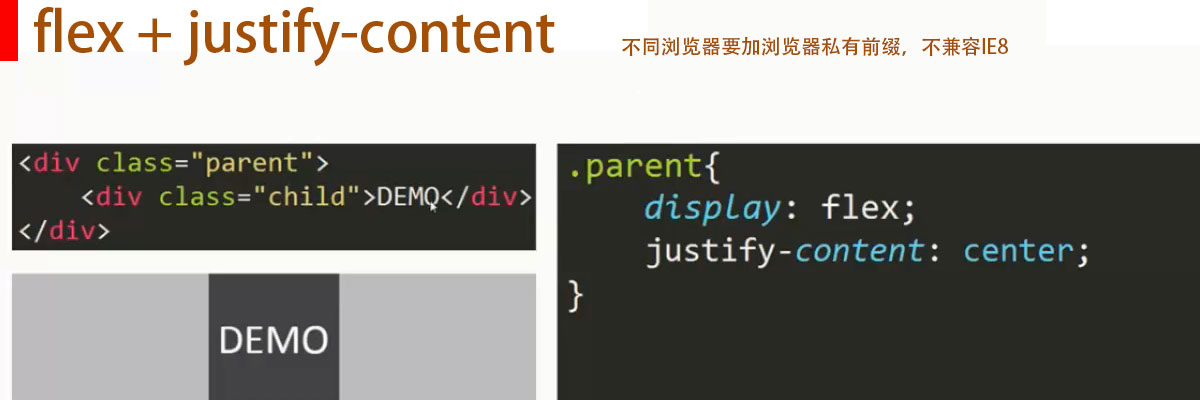 flex + justify-content
不同浏览器要加浏览器私有前缀，不兼容IE8
<div class="parent">
    <div class="child">DEMO</div>
</div>
DEMO
.parent{
    display: flex;
    justify-content: center;
}